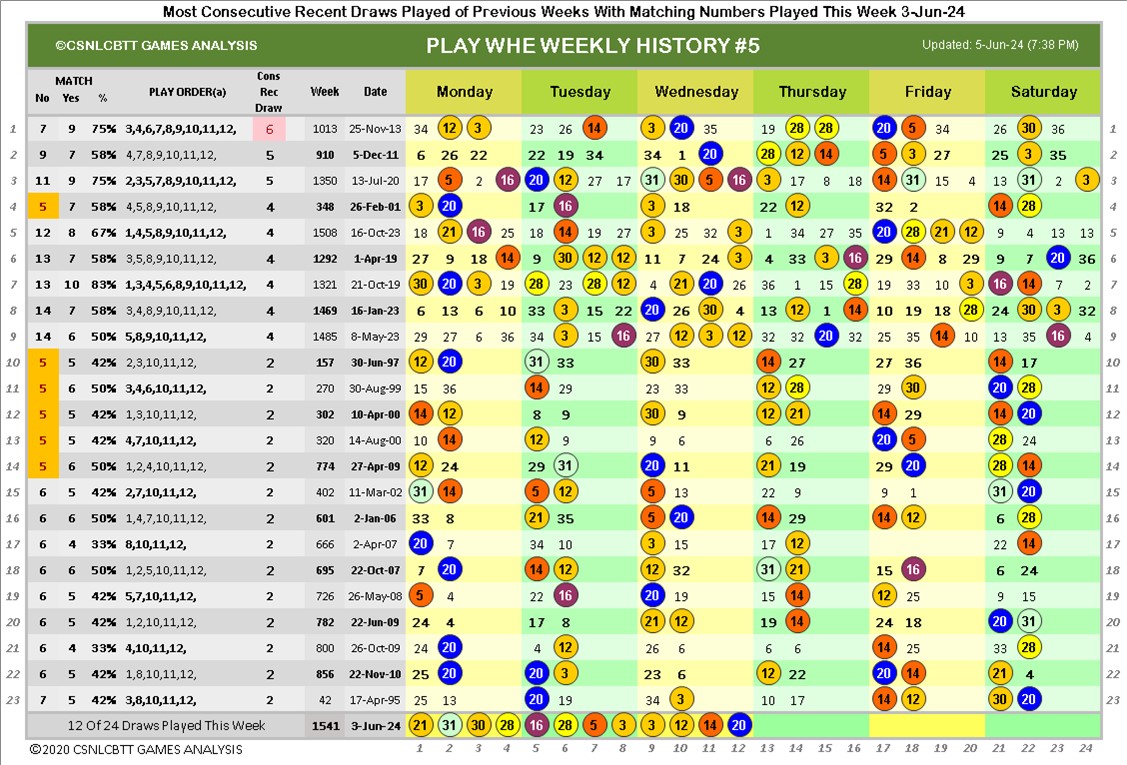 Most Consecutive Recent Draws Played of Previous Weeks With Matching Numbers Played This Week 3-Jun-24
©CSNLCBTT GAMES ANALYSIS PLAY WHE WEEKLY HISTORY #5 Updated: 5-Jun-24 (7:38 PM)
No MATCH Yes % PLAY ORDER(a) Cons Rec Draw Week Date Monday Tuesday Wednesday Thursday Friday Saturday
1 7 9 75% 3,4,6,7,8,9,10,11,12, 6 1013 25-Nov-13 34 12 3 23 26 14 3 20 35 19 28 28 20 5 34 26 30 36 1
2 9 7 58% 4,7,8,9,10,11,12, 5 910 5-Dec-11 6 26 22 22 19 34 34 1 20 28 12 14 5 3 27 25 3 35 2
3 11 9 75% 2,3,5,7,8,9,10,11,12, 5 1350 13-Jul-20 17 5 2 16 20 12 27 17 31 30 5 12 3 17 8 18 14 31 15 4 13 31 2 3 3
4 5 7 58% 4,5,8,9,10,11,12, 4 348 26-Feb-01 3 20 17 16 3 18 22 12 32 2 14 28 4
5 12 8 67% 1,4,5,8,9,10,11,12, 4 1508 16-Oct-23 18 21 16 25 18 14 19 27 3 25 32 3 1 34 27 35 20 28 21 12 9 4 13 13 5
6 13 7 58% 3,5,8,9,10,11,12, 4 1292 1-Apr-19 27 9 18 14 9 30 12 12 11 7 24 3 4 33 3 16 29 14 8 29 9 7 20 36 6
7 13 10 83% 1,3,4,5,6,8,9,10,11,12, 4 1321 21-Oct-19 30 20 3 19 28 23 28 12 4 21 20 26 36 1 15 28 19 33 10 3 16 14 7 2 7
8 14 7 58% 3,4,8,9,10,11,12, 4 1469 16-Jan-23 6 13 6 10 33 3 15 22 20 26 30 4 13 12 1 14 10 19 18 28 24 30 3 32 8
9 14 6 50% 5,8,9,10,11,12, 4 1485 8-May-23 29 27 6 36 34 3 15 16 27 12 3 12 32 32 20 32 25 35 14 10 13 35 16 4 9
10 5 5 42% 2,3,10,11,12, 2 157 30-Jun-97 12 20 31 33 30 33 14 27 27 36 14 17 10
11 5 6 50% 3,4,6,10,11,12, 2 270 30-Aug-99 15 36 14 29 23 33 12 28 29 30 20 28 11
12 5 5 42% 1,3,10,11,12, 2 302 10-Apr-00 14 12 8 9 30 9 12 21 14 29 14 20 12
13 5 5 42% 4,7,10,11,12, 2 320 14-Aug-00 10 14 12 9 9 6 6 26 20 5 28 24 13
14 5 6 50% 1,2,4,10,11,12, 2 774 27-Apr-09 12 24 29 31 20 11 21 19 29 20 28 14 14
15 6 5 42% 2,7,10,11,12, 2 402 11-Mar-02 31 14 5 12 5 13 22 9 9 1 31 20 15
16 6 6 50% 1,4,7,10,11,12, 2 601 2-Jan-06 33 8 21 35 5 20 14 29 14 12 6 28 16
17 6 4 33% 8,10,11,12, 2 666 2-Apr-07 20 7 34 10 3 15 17 12 22 14 17
18 6 6 50% 1,2,5,10,11,12, 2 695 22-Oct-07 7 20 14 12 12 32 31 21 15 16 6 24 18
19 6 5 42% 5,7,10,11,12, 2 726 26-May-08 5 4 22 16 20 19 15 14 12 25 9 15 19
20 6 5 42% 1,2,10,11,12, 2 782 22-Jun-09 24 4 17 8 21 12 19 14 24 18 20 31 20
21 6 4 33% 4,10,11,12, 2 800 26-Oct-09 24 20 4 12 26 6 6 6 14 25 33 28 21
22 6 5 42% 1,8,10,11,12, 2 856 22-Nov-10 25 20 20 3 23 6 12 22 20 14 21 4 22
23 7 5 42% 3,8,10,11,12, 2 42 17-Apr-95 25 13 20 19 34 3 10 17 14 12 30 20 23
12 Of 24 Draws Played This Week 1541 3-Jun-24 21 31 30 28 16 28 5 3 3 12 14 20
©2020 CSNLCBTT GAMES ANALYSIS 1 2 3 4 5 6 7 8 9 10 11 12 13 14 15 16 17 18 19 20 21 22 23 24